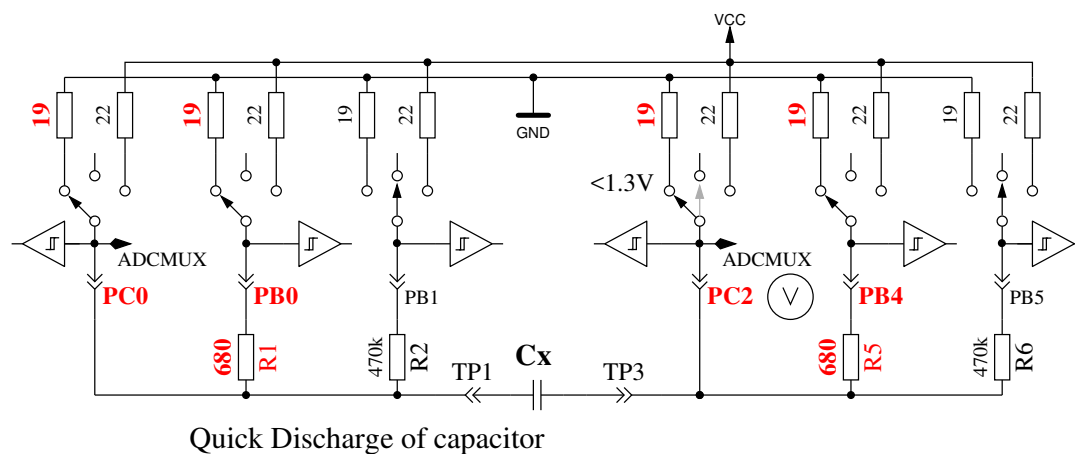 VCC
19
22
19
22
19
22
GND
19
22
19
22
19
22
<1.3V
ADCMUX
ADCMUX
PC0
PB0
PB1
PC2
V
PB4
PB5
680
R1
470k
R2
680
R5
470k
R6
TP1
Cx
TP3
Quick Discharge of capacitor